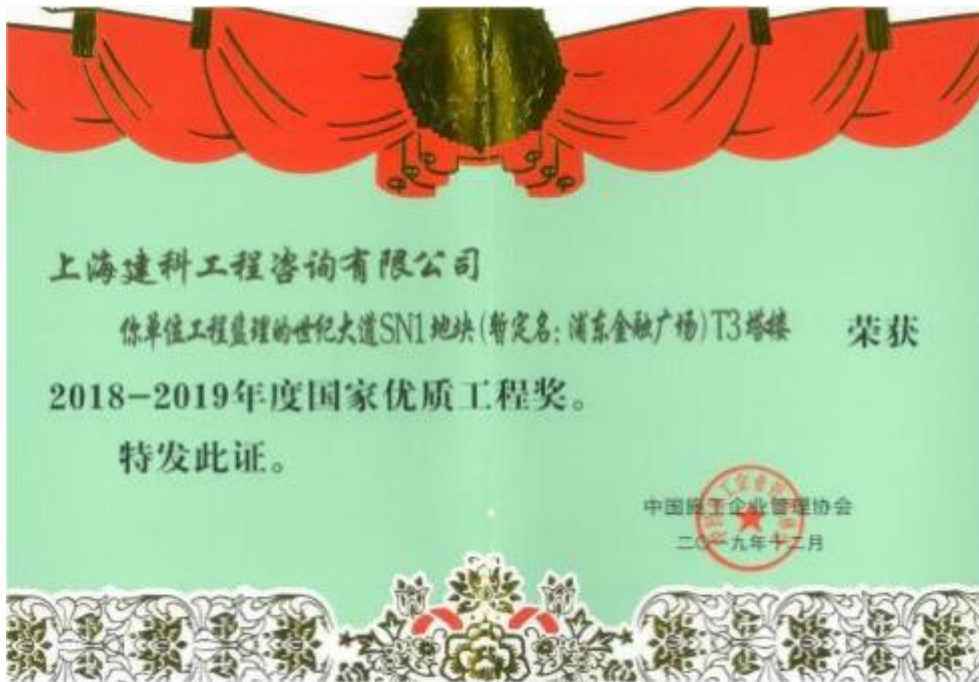 上海建科工程咨询有限公司
你单位工程监理的世纪大道SN1地块(暂定名:浦东金融广场)T3塔楼 荣获
2018-2019年度国家优质工程奖。
特发此证。
中国施工企业管理协会
二〇一九年十二月